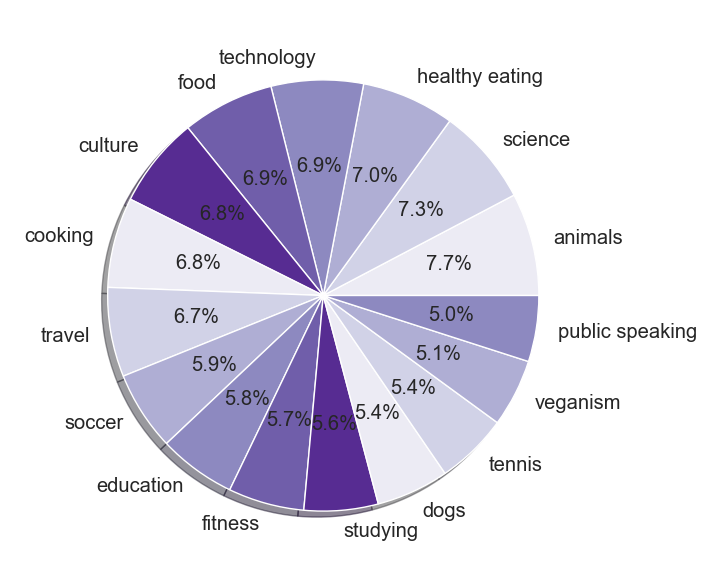 technology
food
healthy eating
culture
science
cooking
animals
travel
public speaking
soccer
veganism
education
tennis
fitness
dogs
studying
6.9%
6.9%
7.0%
6.8%
7.3%
6.8%
7.7%
6.7%
5.0%
5.9%
5.1%
5.8%
5.4%
5.7%
5.6%
5.4%